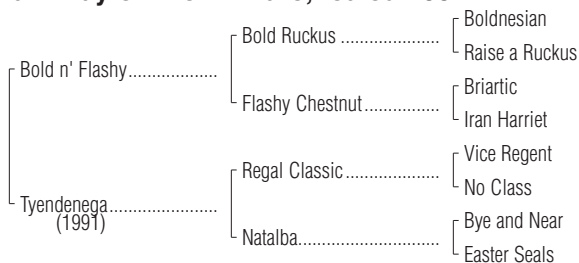 Boldnesian
Bold Ruckus
Raise a Ruckus
Bold n' Flashy
Briartic
Flashy Chestnut
Iran Harriet
Vice Regent
Regal Classic
No Class
Tyendenega
(1991)
Bye and Near
Natalba
Easter Seals